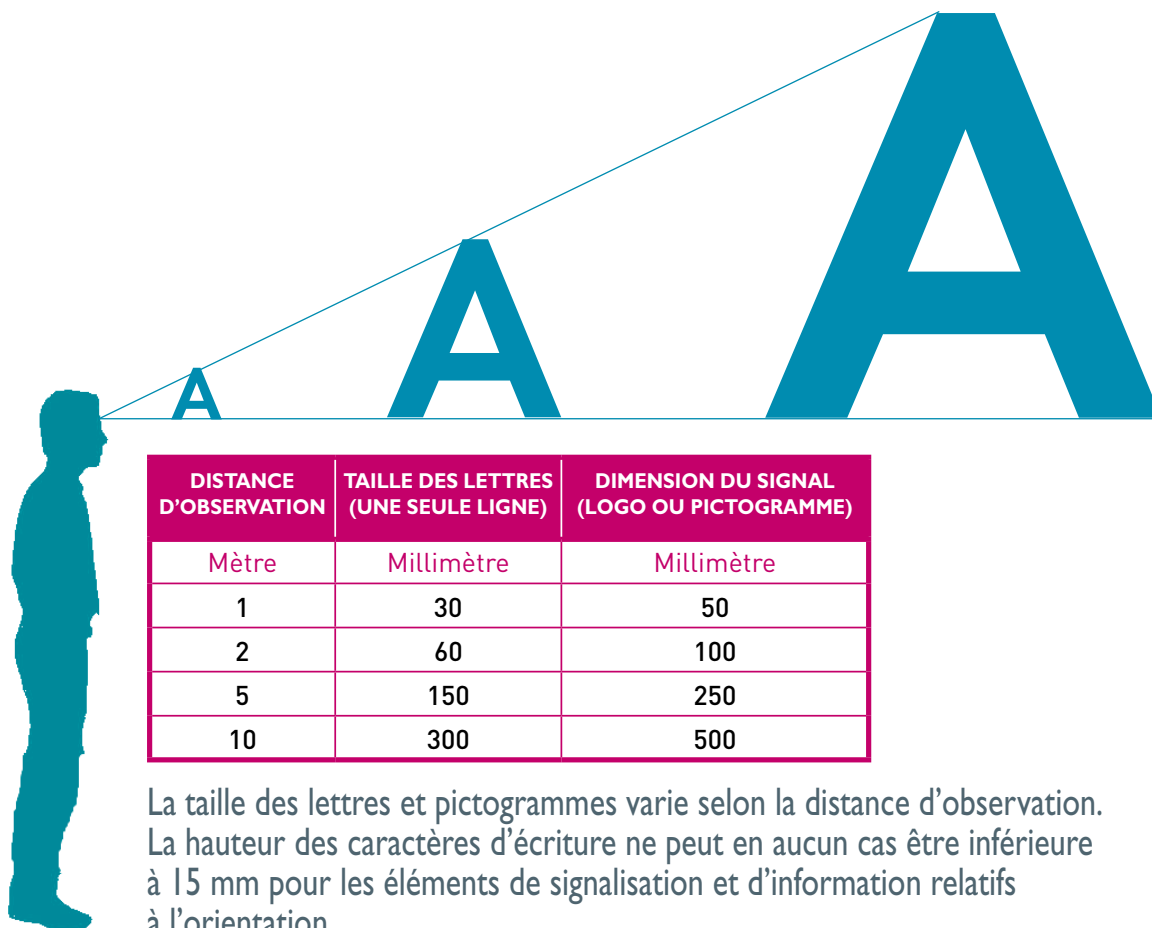 A
A
A
DISTANCE D'OBSERVATION TAILLE DES LETTRES (UNE SEULE LIGNE) DIMENSION DU SIGNAL (LOGO OU PICTOGRAMME)
Mètre Millimètre Millimètre
1 30 50
2 60 100
5 150 250
10 300 500
La taille des lettres et pictogrammes varie selon la distance d'observation.
La hauteur des caractères d'écriture ne peut en aucun cas être inférieure
à 15 mm pour les éléments de signalisation et d'information relatifs
à l'orientation